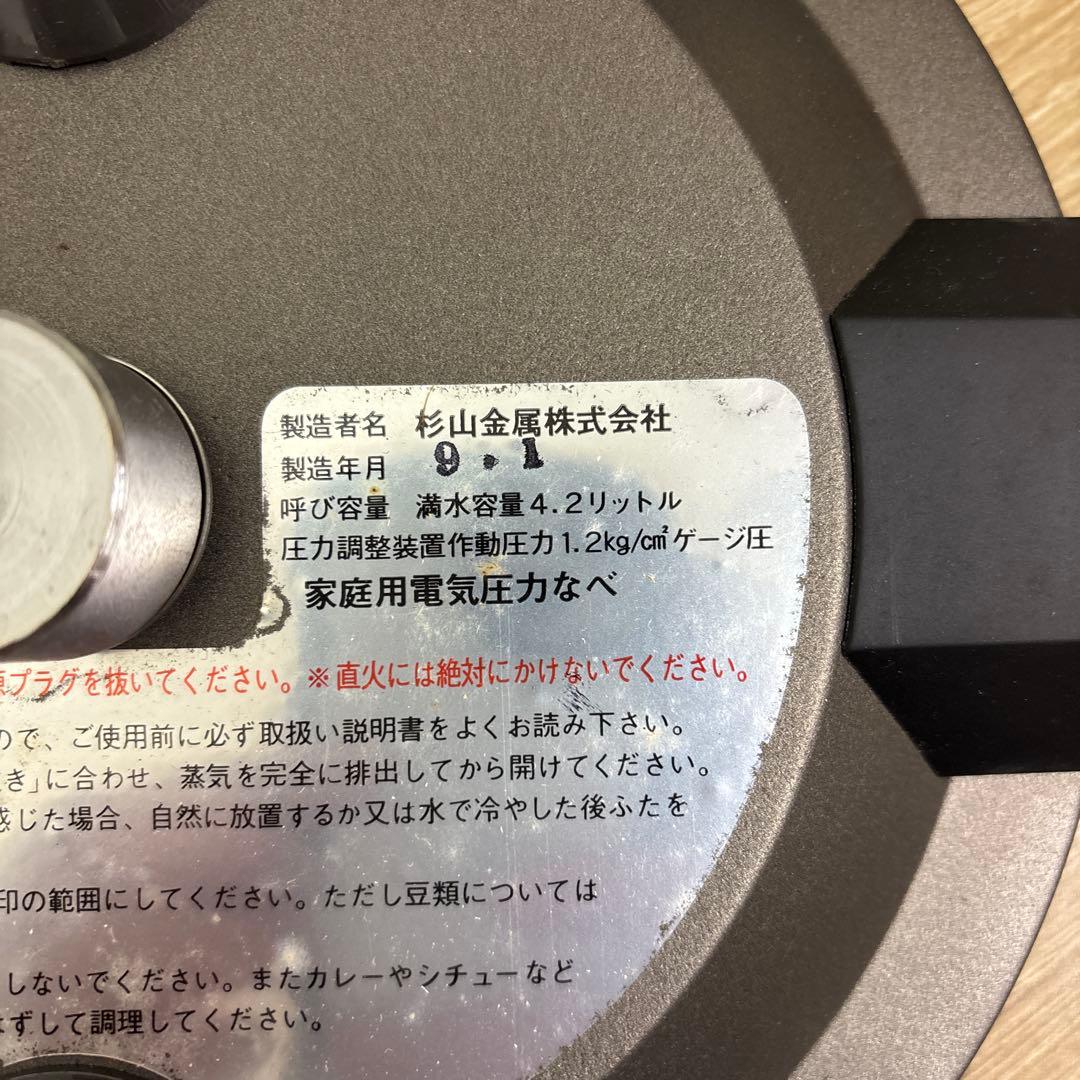 製造者名 杉山金属株式会社
製造年月 9.1
呼び容量 満水容量4.2リットル
圧力調整装置作動圧力1.2kg/c㎡ゲージ圧
家庭用電気圧力なべ
プラグを抜いてください。※直火には絶対にかけないでください。
ので、ご使用前に必ず取扱い説明書をよくお読み下さい。
き」に合わせ、蒸気を完全に排出してから開けてください。
感じた場合、自然に放置するか又は水で冷やした後ふたを
印の範囲にしてください。ただし豆類については
しないでください。またカレーやシチューなど
はずして調理してください。